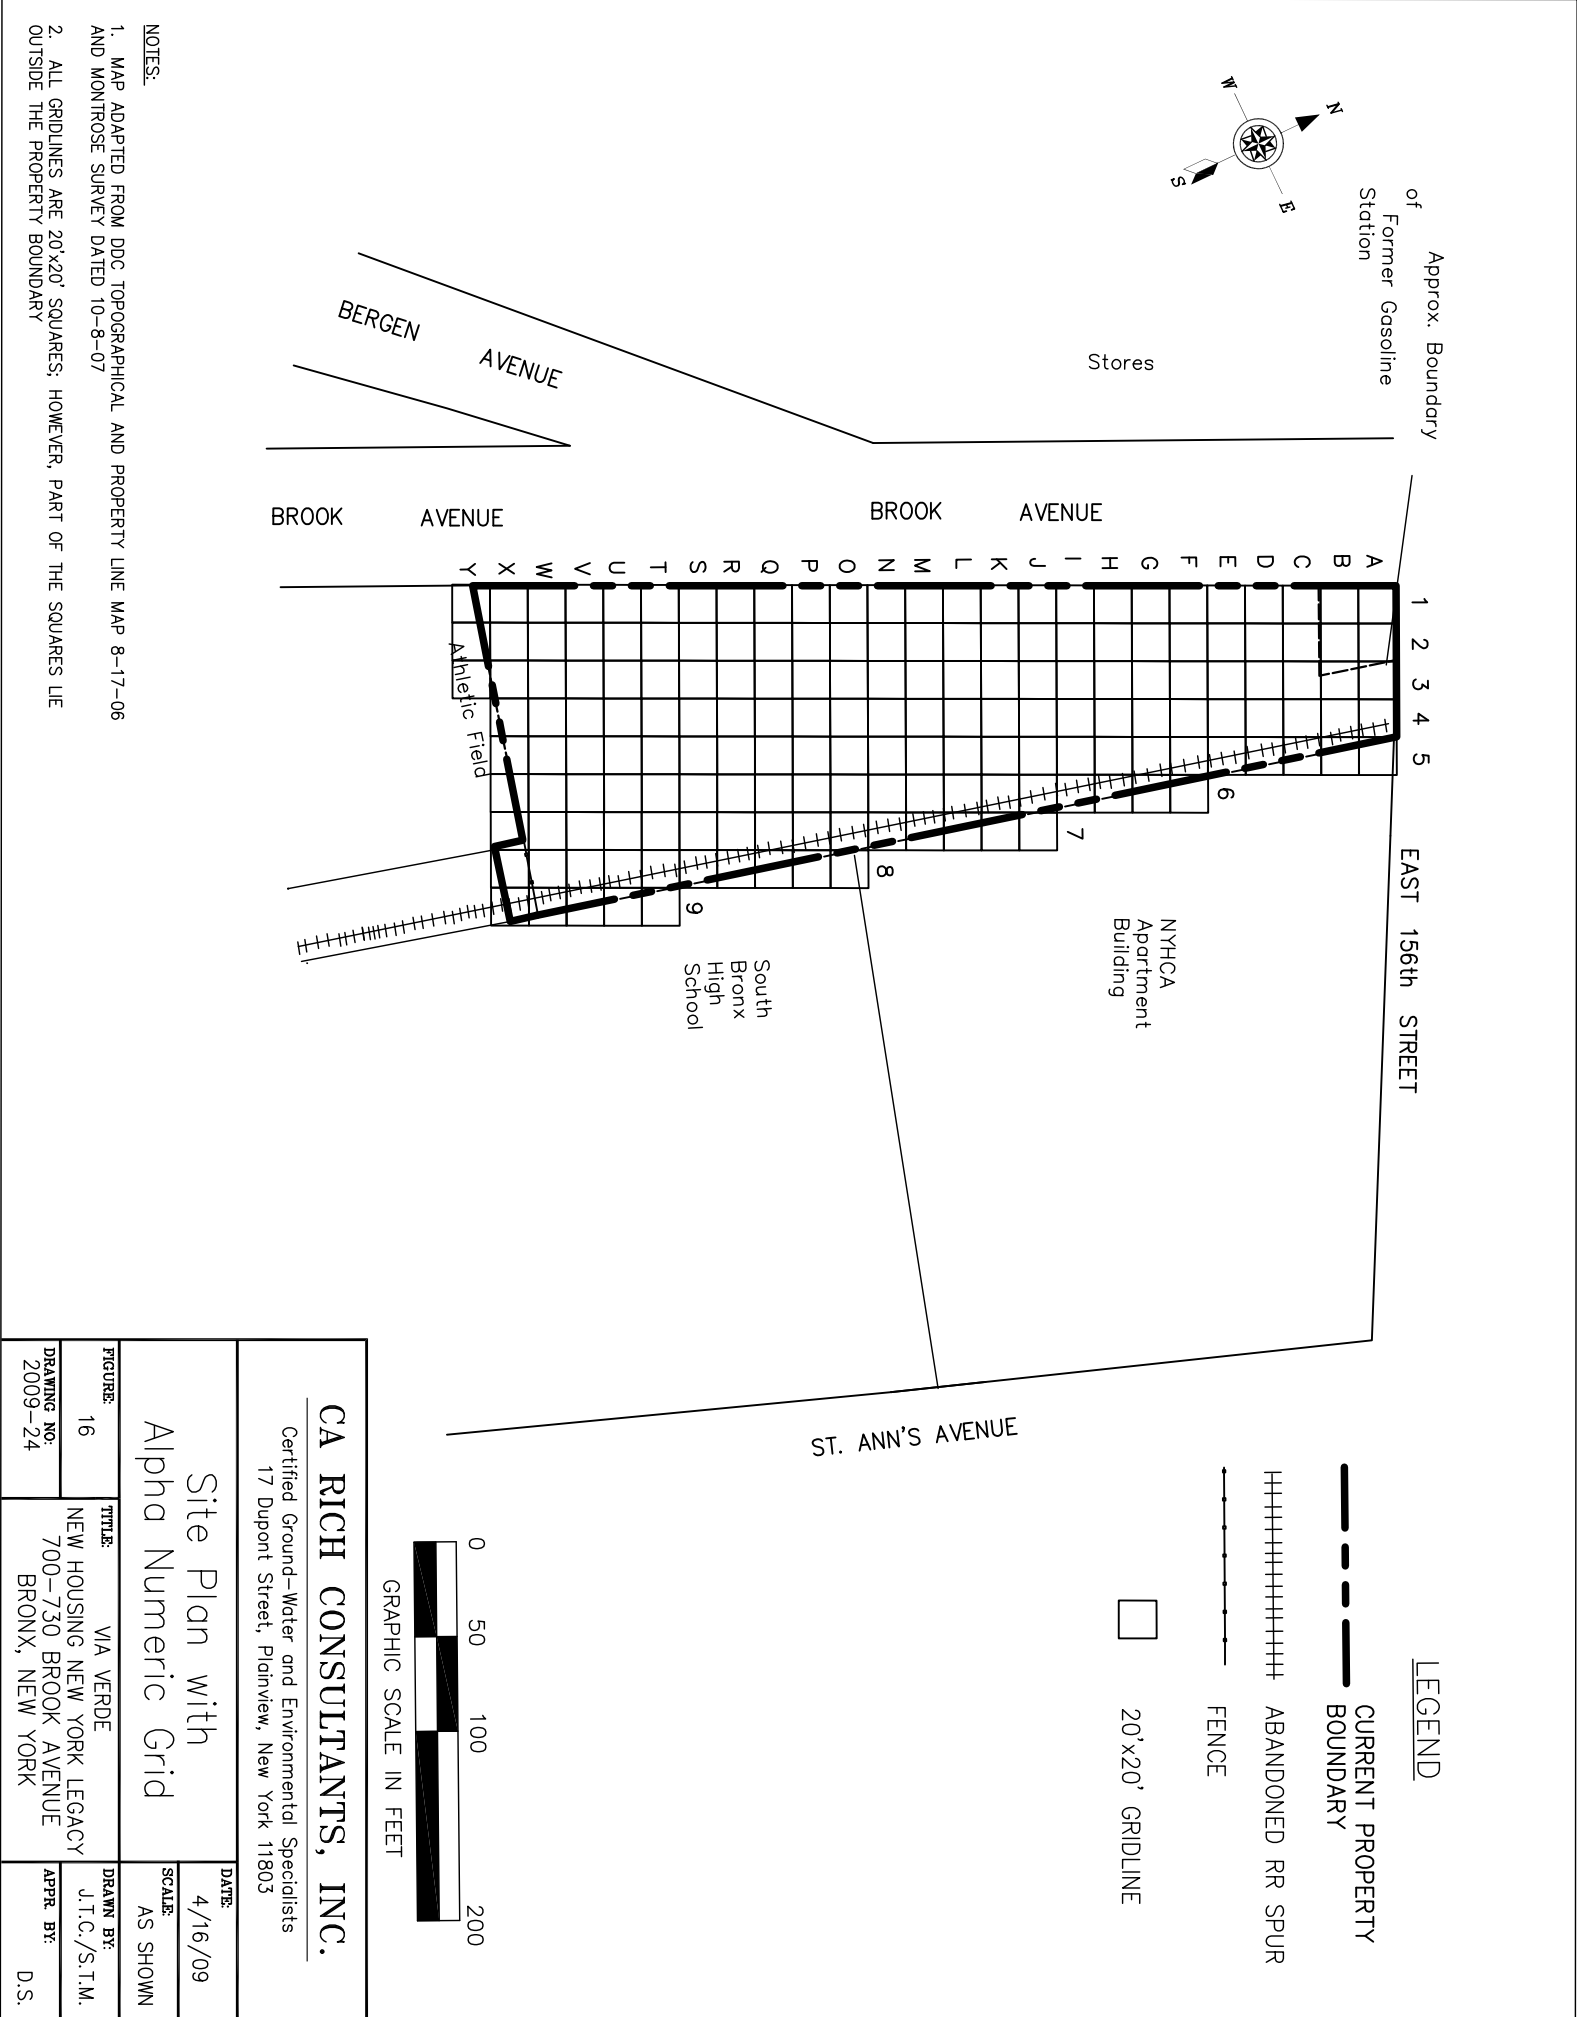 Approx. Boundary
of
Former Gasoline
Station
N
W
E
S
Stores
BERGEN AVENUE
BROOK AVENUE
BROOK AVENUE
EAST 156th STREET
ST. ANN'S AVENUE
1
2
3
4
5
6
7
8
9
A
B
C
D
E
F
G
H
I
J
K
L
M
N
O
P
Q
R
S
T
U
V
W
X
Y
Athletic Field
NYHCA
Apartment
Building
South
Bronx
High
School
LEGEND
CURRENT PROPERTY
BOUNDARY
ABANDONED RR SPUR
FENCE
20'x20' GRIDLINE
0 50 100 200
GRAPHIC SCALE IN FEET
NOTES:
1. MAP ADAPTED FROM DDC TOPOGRAPHICAL AND PROPERTY LINE MAP 8-17-06
AND MONTROSE SURVEY DATED 10-8-07
2. ALL GRIDLINES ARE 20'x20' SQUARES; HOWEVER, PART OF THE SQUARES LIE
OUTSIDE THE PROPERTY BOUNDARY
CA RICH CONSULTANTS, INC.
Certified Ground-Water and Environmental Specialists
17 Dupont Street, Plainview, New York 11803
Site Plan with
Alpha Numeric Grid
DATE:
4/16/09
SCALE:
AS SHOWN
FIGURE:
16
DRAWING NO:
2009-24
TITLE:
VIA VERDE
NEW HOUSING NEW YORK LEGACY
700-730 BROOK AVENUE
BRONX, NEW YORK
DRAWN BY:
J.T.C./S.T.M.
APPR. BY:
D.S.